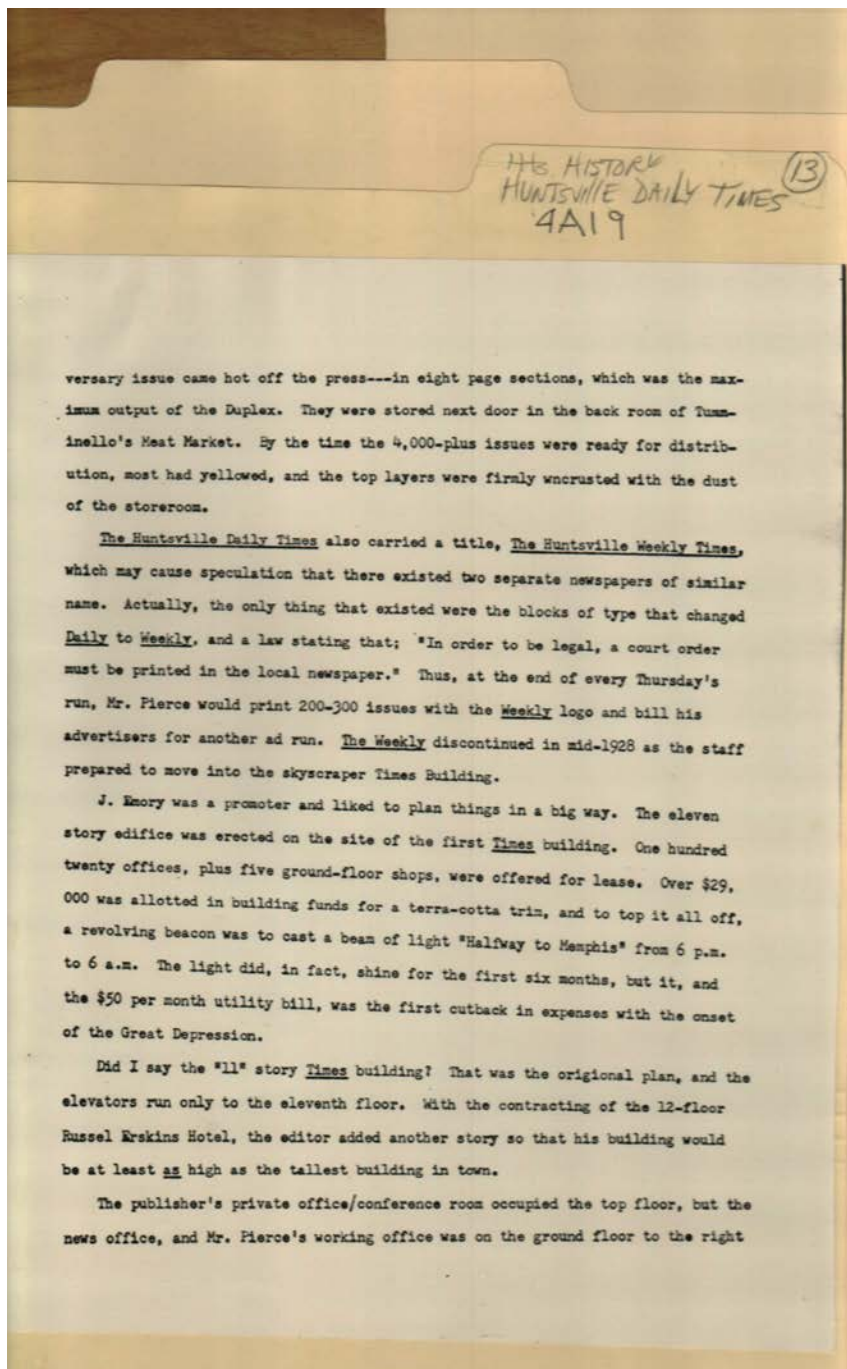 HHS HISTORY
HUNTSVILLE DAILY TIMES
13
4A19
versary issue came hot off the press---in eight page sections, which was the max-
imum output of the Duplex. They were stored next door in the back room of Tumm-
inello's Meat Market. By the time the 4,000-plus issues were ready for distrib-
ution, most had yellowed, and the top layers were firmly wncrusted with the dust
of the storeroom.
The Huntsville Daily Times also carried a title, The Huntsville Weekly Times,
which may cause speculation that there existed two separate newspapers of similar
name. Actually, the only thing that existed were the blocks of type that changed
Daily to Weekly, and a law stating that; "In order to be legal, a court order
must be printed in the local newspaper." Thus, at the end of every Thursday's
run, Mr. Pierce would print 200-300 issues with the Weekly logo and bill his
advertisers for another ad run. The Weekly discontinued in mid-1928 as the staff
prepared to move into the skyscraper Times Building.
J. Emory was a promoter and liked to plan things in a big way. The eleven
story edifice was erected on the site of the first Times building. One hundred
twenty offices, plus five ground-floor shops, were offered for lease. Over $29,
000 was allotted in building funds for a terra-cotta trim, and to top it all off,
a revolving beacon was to cast a beam of light "Halfway to Memphis" from 6 p.m.
to 6 a.m. The light did, in fact, shine for the first six months, but it, and
the $50 per month utility bill, was the first cutback in expenses with the onset
of the Great Depression.
Did I say the "11" story Times building? That was the origional plan, and the
elevators run only to the eleventh floor. With the contracting of the 12-floor
Russel Erskins Hotel, the editor added another story so that his building would
be at least as high as the tallest building in town.
The publisher's private office/conference room occupied the top floor, but the
news office, and Mr. Pierce's working office was on the ground floor to the right